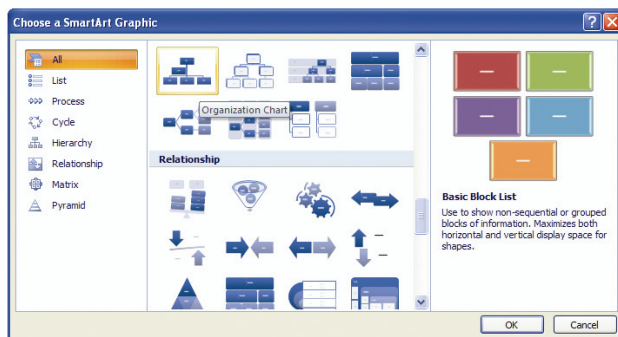 Choose a SmartArt Graphic
All
List
Process
Cycle
Hierarchy
Relationship
Matrix
Pyramid
Organization Chart
Relationship
Basic Block List
Use to show non-sequential or grouped
blocks of information. Maximizes both
horizontal and vertical display space for
shapes.
OK
Cancel